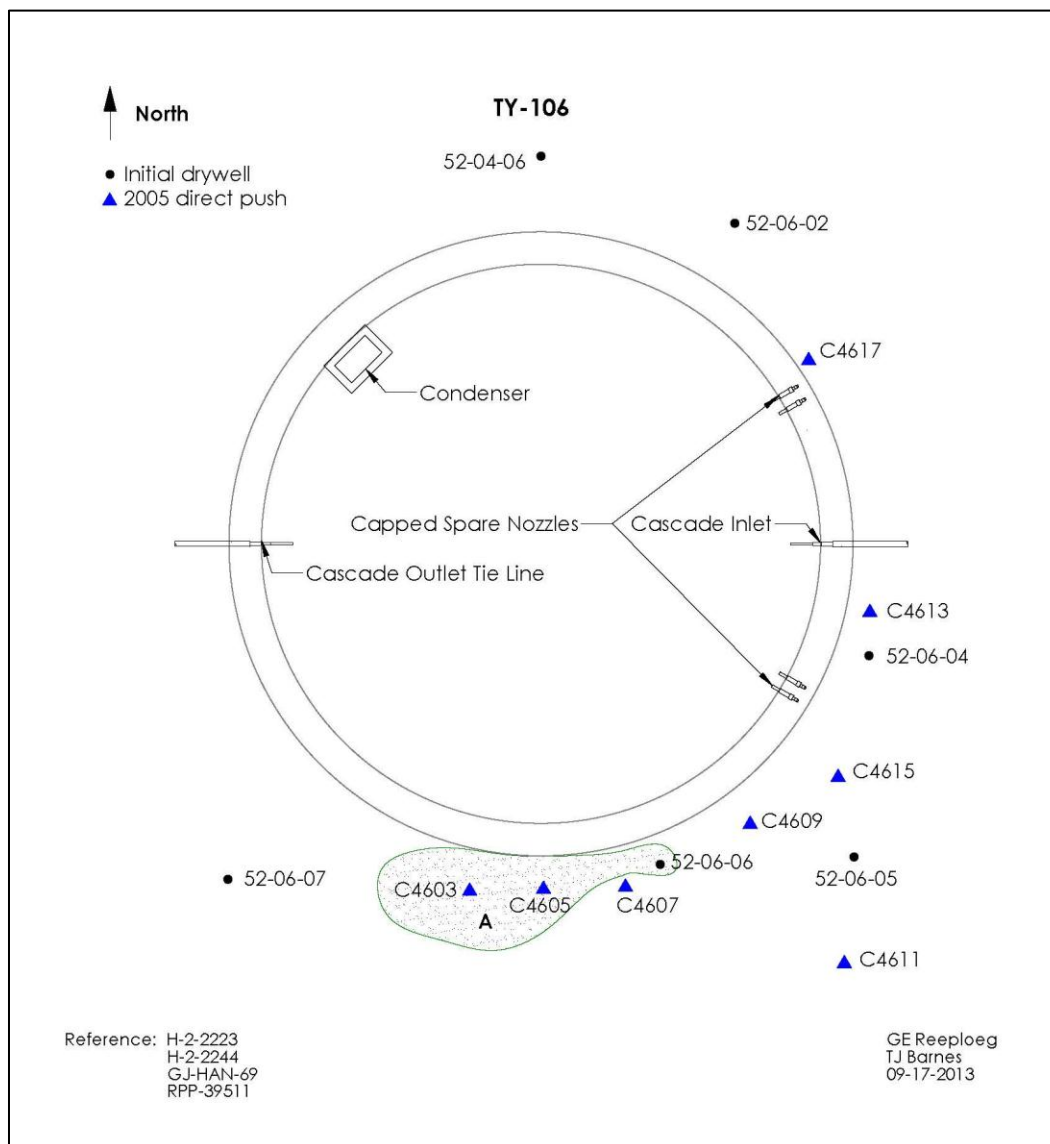 TY-106
North
52-04-06
Initial drywell
2005 direct push
52-06-02
C4617
Condenser
Capped Spare Nozzles
Cascade Inlet
Cascade Outlet Tie Line
C4613
52-06-04
C4615
C4609
52-06-06
52-06-05
52-06-07
C4603
C4605
C4607
A
C4611
Reference: H-2-2223
H-2-2244
GJ-HAN-69
RPP-39511
GE Reeploeg
TJ Barnes
09-17-2013